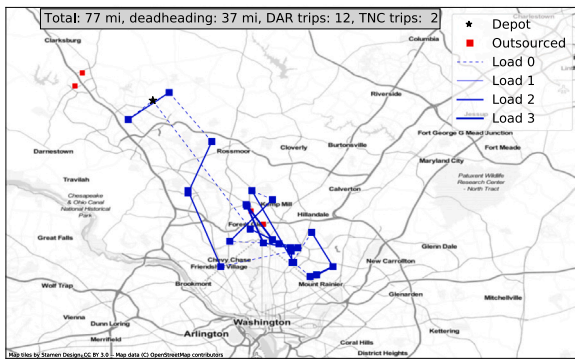 Total: 77 mi, deadheading: 37 mi, DAR trips: 12, TNC trips: 2
Depot
Outsourced
Load 0
Load 1
Load 2
Load 3
Clarksburg
Columbia
Riverside
Fort George G Mead Junction
Fort Meade
Darnestown
Rossmoor
Cloverly
Burtonsville
Maryland City
Travilah
Chesapeake
& Ohio Canal
National Historical
Park
Calverton
Patuxent Wildlife
Research Center
- North Tract
Kemp Mill
Hillandale
Great Falls
Glenn Dale
Chevy Chase
Friendship Village
New Carrollton
Wolf Trap
Brookmont
Mount Rainier
Glenarden
Mitchellville
Vienna
Dunn Loring
Washington
Merrifield
Arlington
Kettering
Coral Hills
District Heights
Map tiles by Stamen Design, CC BY 3.0 -- Map data (C) OpenStreetMap contributors